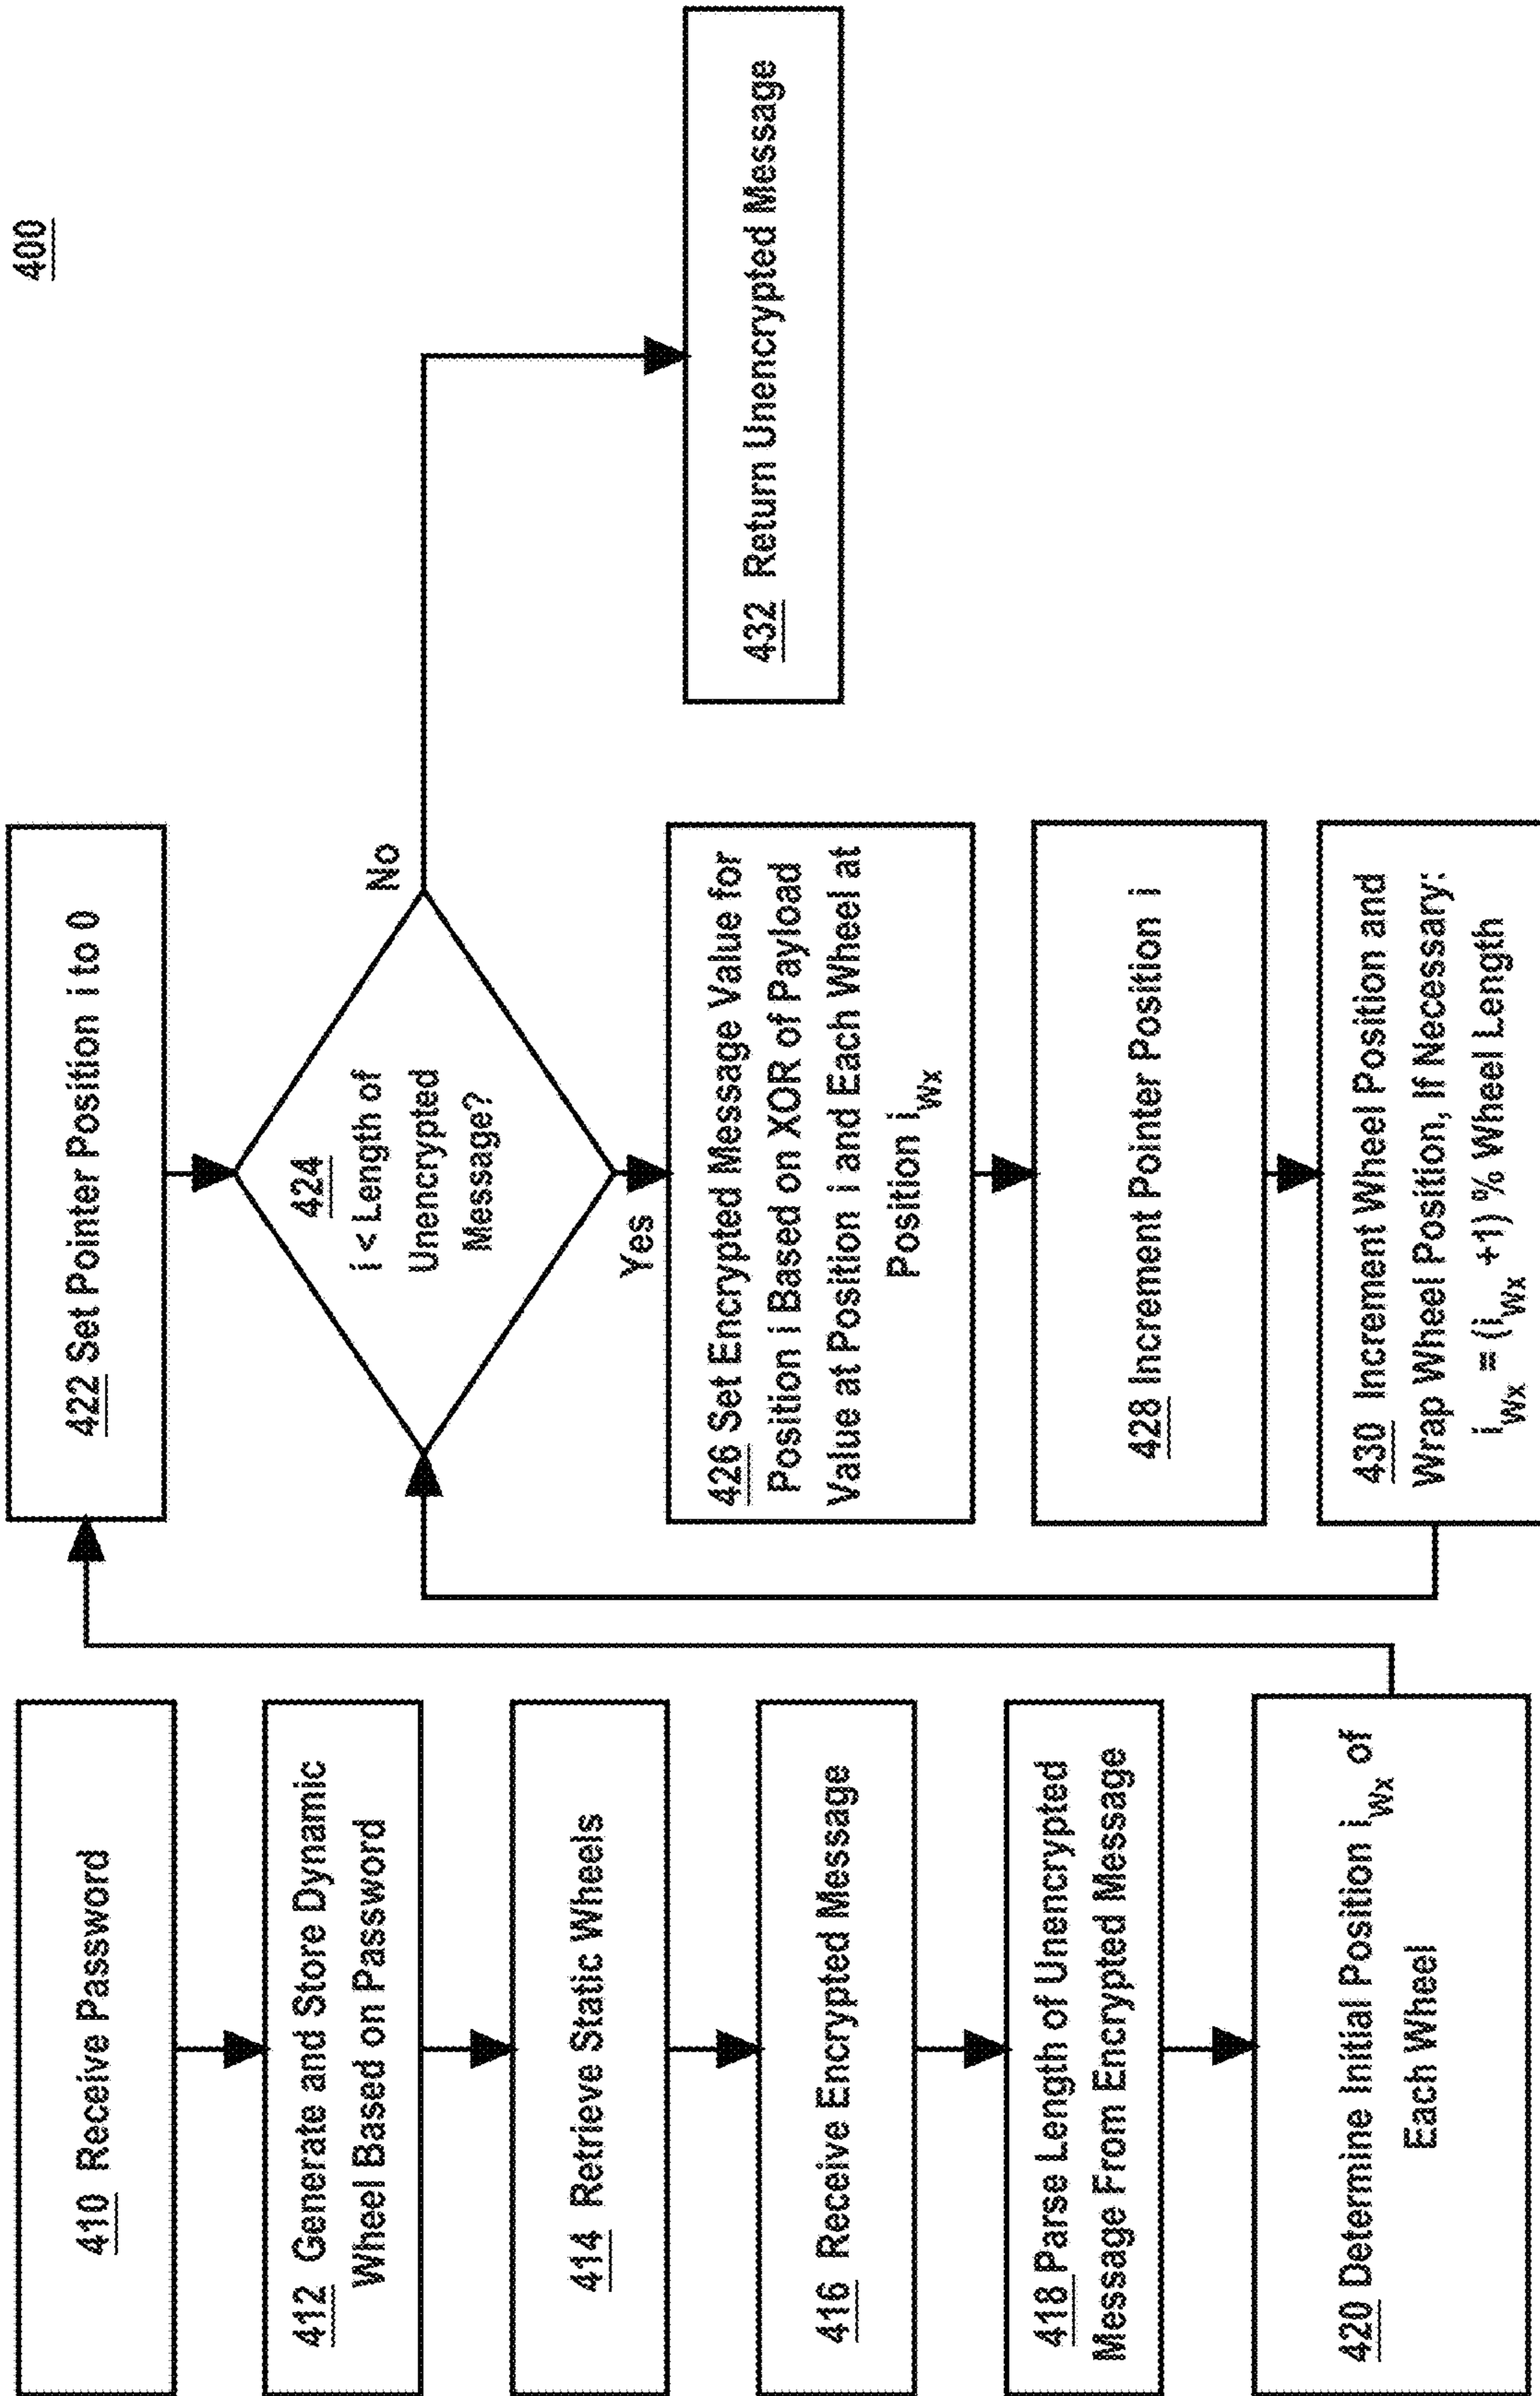 400
410 Receive Password
412 Generate and Store Dynamic
Wheel Based on Password
414 Retrieve Static Wheels
416 Receive Encrypted Message
418 Parse Length of Unencrypted
Message From Encrypted Message
420 Determine Initial Position i_Wx of
Each Wheel
422 Set Pointer Position i to 0
424
i < Length of
Unencrypted
Message?
No
Yes
426 Set Encrypted Message Value for
Position i Based on XOR of Payload
Value at Position i and Each Wheel at
Position i_Wx
428 Increment Pointer Position i
430 Increment Wheel Position and
Wrap Wheel Position, If Necessary:
i_Wx = (i_Wx +1) % Wheel Length
432 Return Unencrypted Message